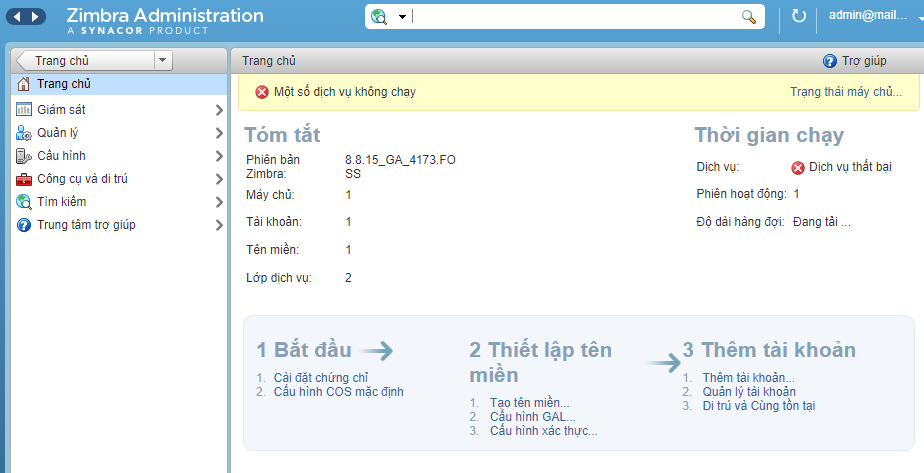 Zimbra Administration
A SYNACOR PRODUCT
admin@mail...
Trang chủ
Trang chủ
Giám sát
Quản lý
Cấu hình
Công cụ và di trú
Tìm kiếm
Trung tâm trợ giúp
Trang chủ
Trợ giúp
Một số dịch vụ không chạy
Trạng thái máy chủ...
Tóm tắt
Phiên bản Zimbra:
8.8.15_GA_4173.FO
SS
Máy chủ: 1
Tài khoản: 1
Tên miền: 1
Lớp dịch vụ: 2
Thời gian chạy
Dịch vụ: Dịch vụ thất bại
Phiên hoạt động: 1
Độ dài hàng đợi: Đang tải ...
1 Bắt đầu
1. Cài đặt chứng chỉ
2. Cấu hình COS mặc định
2 Thiết lập tên
miền
1. Tạo tên miền...
2. Cấu hình GAL...
3. Cấu hình xác thực...
3 Thêm tài khoản
1. Thêm tài khoản...
2. Quản lý tài khoản
3. Di trú và Cùng tồn tại